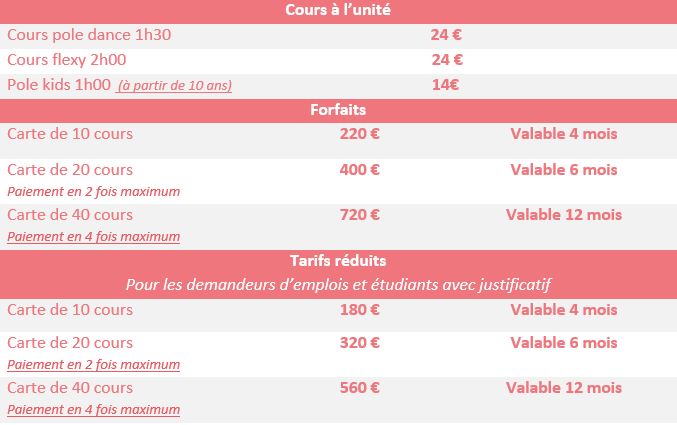 Cours à l’unité
Cours pole dance 1h30 24 €
Cours flexy 2h00 24 €
Pole kids 1h00 (à partir de 10 ans) 14€
Forfaits
Carte de 10 cours 220 € Valable 4 mois
Carte de 20 cours 400 € Valable 6 mois
Paiement en 2 fois maximum
Carte de 40 cours 720 € Valable 12 mois
Paiement en 4 fois maximum
Tarifs réduits
Pour les demandeurs d’emplois et étudiants avec justificatif
Carte de 10 cours 180 € Valable 4 mois
Carte de 20 cours 320 € Valable 6 mois
Paiement en 2 fois maximum
Carte de 40 cours 560 € Valable 12 mois
Paiement en 4 fois maximum